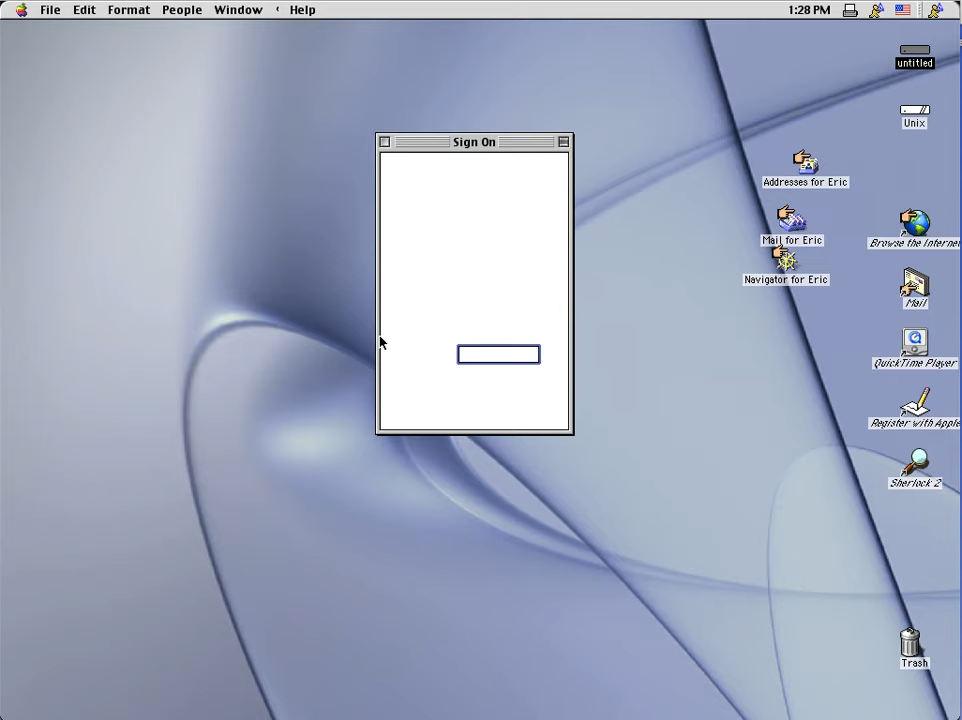 File Edit Format People Window Help 1:28 PM
Sign On
untitled
Unix
Addresses for Eric
Mail for Eric
Navigator for Eric
Browse the Internet
Mail
QuickTime Player
Register with Apple
Sherlock 2
Trash